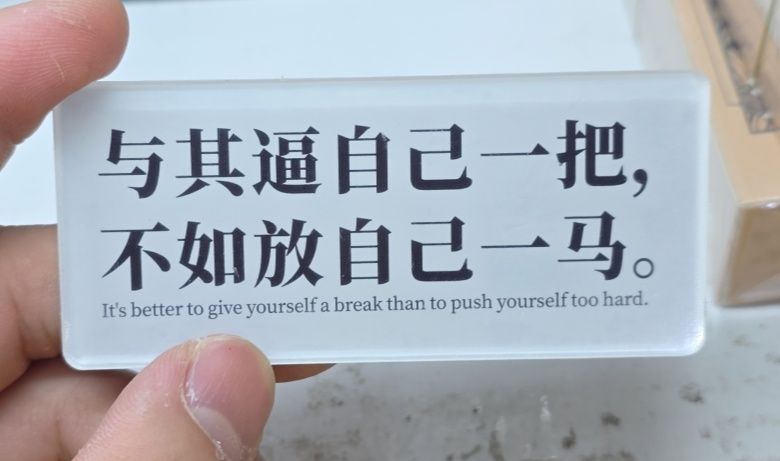 与其逼自己一把，
不如放自己一马。
It's better to give yourself a break than to push yourself too hard.